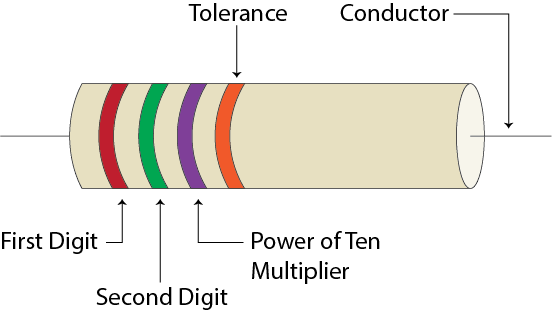 Tolerance
Conductor
First Digit
Second Digit
Power of Ten
Multiplier